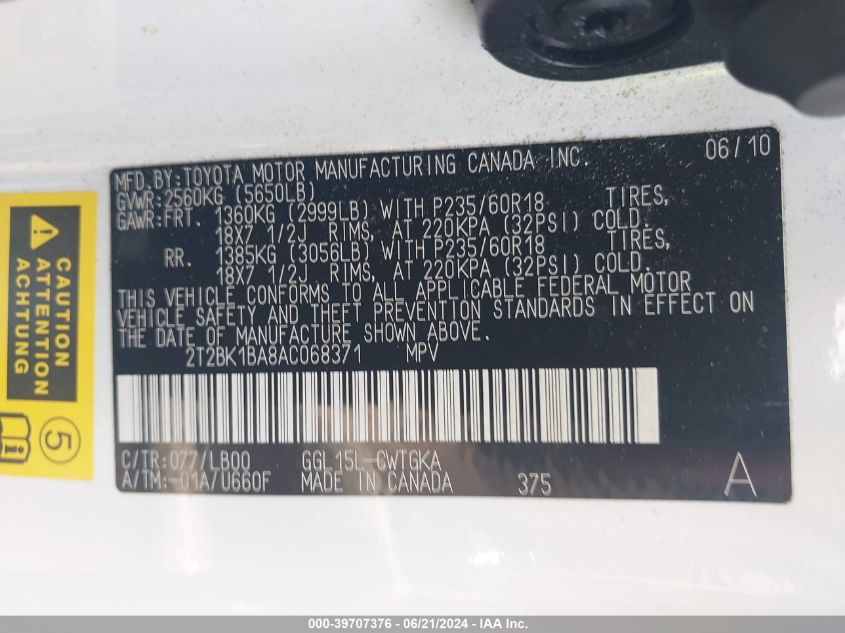 MFD.BY:TOYOTA MOTOR MANUFACTURING CANADA INC. 06/10
GVWR:2560KG (5650LB)
GAWR:FRT. 1360KG (2999LB) WITH P235/60R18 TIRES,
18X7 1/2J RIMS, AT 220KPA (32PSI) COLD.
RR. 1385KG (3056LB) WITH P235/60R18 TIRES,
18X7 1/2J RIMS, AT 220KPA (32PSI) COLD.
THIS VEHICLE CONFORMS TO ALL APPLICABLE FEDERAL MOTOR
VEHICLE SAFETY AND THEFT PREVENTION STANDARDS IN EFFECT ON
THE DATE OF MANUFACTURE SHOWN ABOVE.
2T2BK1BA8AC068371 MPV
C/TR:077/LB00 GGL15L-CWTGKA
A/TM:-01A/U660F MADE IN CANADA 375 A
CAUTION
ATTENTION
ACHTUNG
5
000-39707376 - 06/21/2024 - IAA Inc.